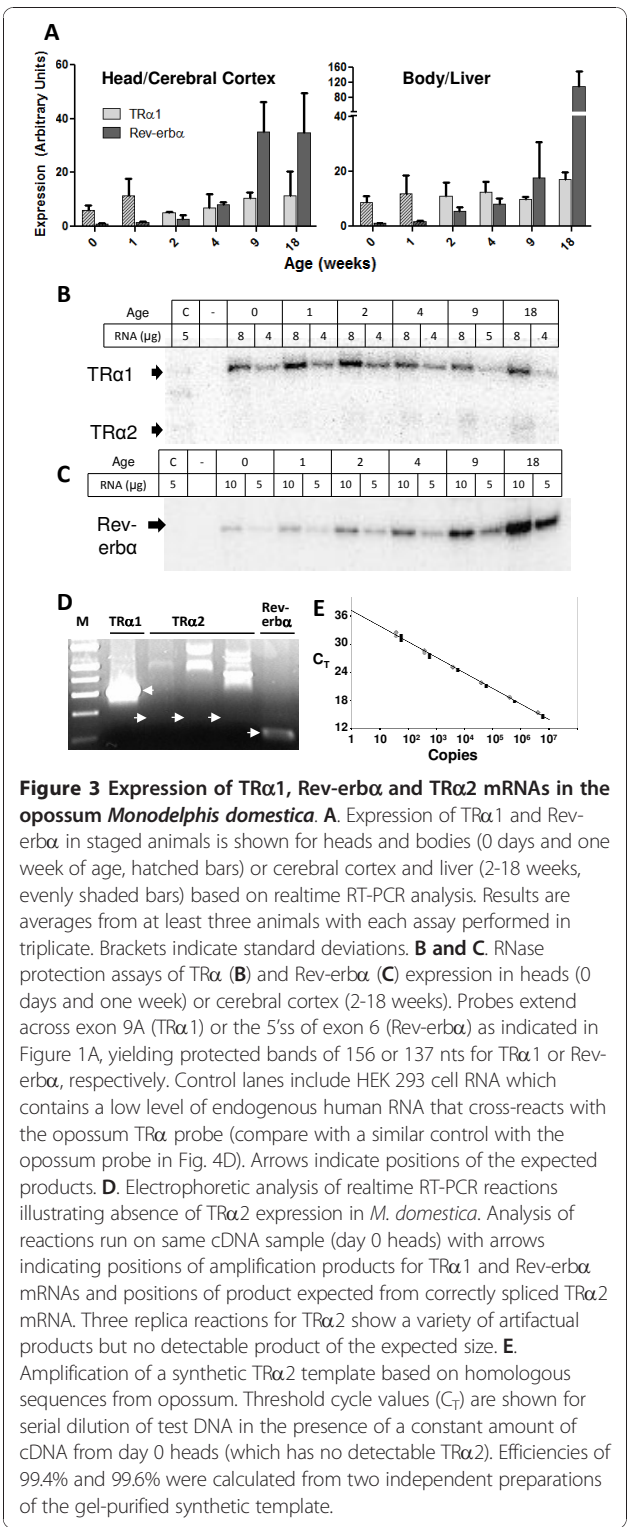 A
Head/Cerebral Cortex
Body/Liver
Expression (Arbitrary Units)
60
40
20
0
TRα1
Rev-erbα
160
120
80
40
20
0
0 1 2 4 9 18
0 1 2 4 9 18
Age (weeks)
B
Age C - 0 1 2 4 9 18
RNA (µg) 5 8 4 8 4 8 4 8 4 8 5 8 4
TRα1
TRα2
C
Age C - 0 1 2 4 9 18
RNA (µg) 5 10 5 10 5 10 5 10 5 10 5 10 5
Rev-
erbα
D
M TRα1 TRα2 Rev-
erbα
E
36
30
CT
24
18
12
1 10 10² 10³ 10⁴ 10⁵ 10⁶ 10⁷
Copies
Figure 3 Expression of TRα1, Rev-erbα and TRα2 mRNAs in the
opossum Monodelphis domestica. A. Expression of TRα1 and Rev-
erbα in staged animals is shown for heads and bodies (0 days and one
week of age, hatched bars) or cerebral cortex and liver (2-18 weeks,
evenly shaded bars) based on realtime RT-PCR analysis. Results are
averages from at least three animals with each assay performed in
triplicate. Brackets indicate standard deviations. B and C. RNase
protection assays of TRα (B) and Rev-erbα (C) expression in heads (0
days and one week) or cerebral cortex (2-18 weeks). Probes extend
across exon 9A (TRα1) or the 5'ss of exon 6 (Rev-erbα) as indicated in
Figure 1A, yielding protected bands of 156 or 137 nts for TRα1 or Rev-
erbα, respectively. Control lanes include HEK 293 cell RNA which
contains a low level of endogenous human RNA that cross-reacts with
the opossum TRα probe (compare with a similar control with the
opossum probe in Fig. 4D). Arrows indicate positions of the expected
products. D. Electrophoretic analysis of realtime RT-PCR reactions
illustrating absence of TRα2 expression in M. domestica. Analysis of
reactions run on same cDNA sample (day 0 heads) with arrows
indicating positions of amplification products for TRα1 and Rev-erbα
mRNAs and positions of product expected from correctly spliced TRα2
mRNA. Three replica reactions for TRα2 show a variety of artifactual
products but no detectable product of the expected size. E.
Amplification of a synthetic TRα2 template based on homologous
sequences from opossum. Threshold cycle values (CT) are shown for
serial dilution of test DNA in the presence of a constant amount of
cDNA from day 0 heads (which has no detectable TRα2). Efficiencies of
99.4% and 99.6% were calculated from two independent preparations
of the gel-purified synthetic template.